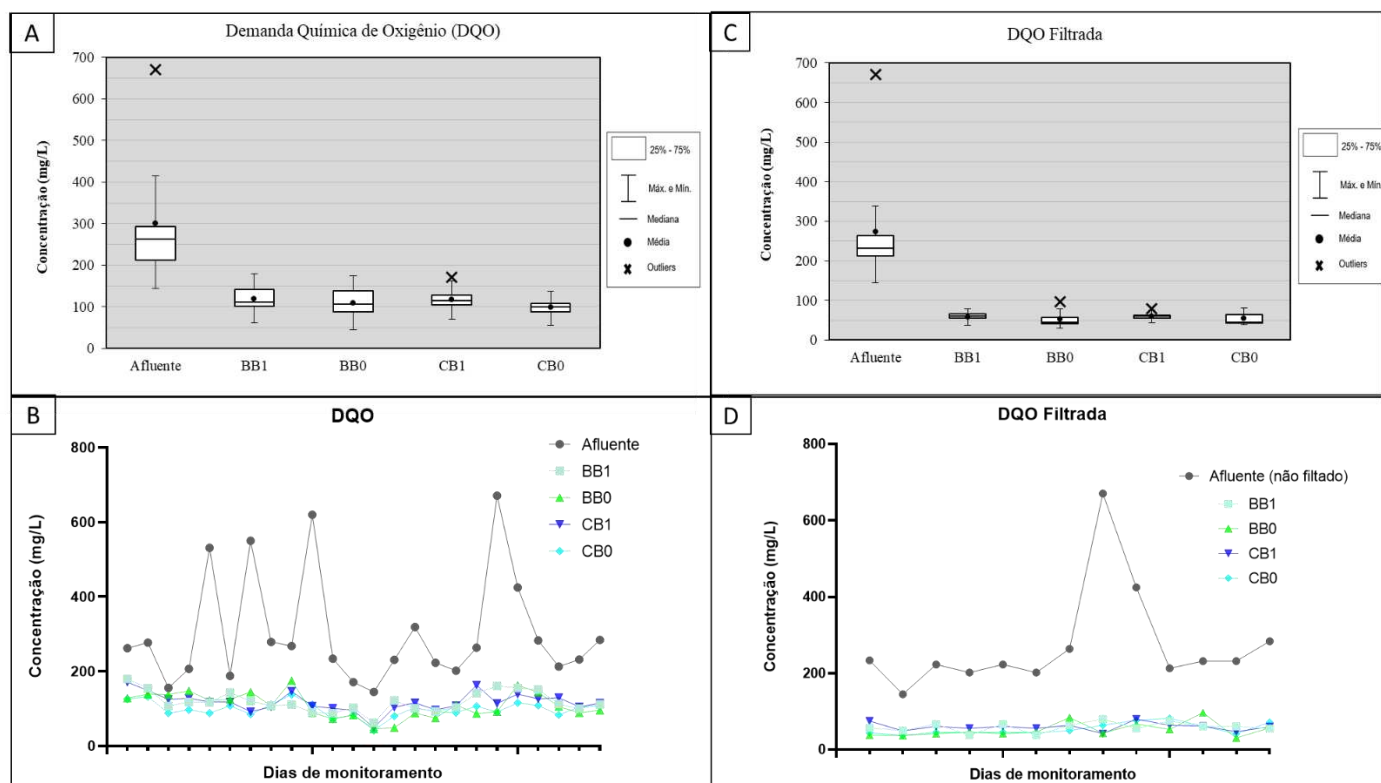 A
Demanda Química de Oxigênio (DQO)
Concentração (mg/L)
700
600
500
400
300
200
100
0
Afluente BB1 BB0 CB1 CB0
25% - 75%
Máx. e Mín.
Mediana
Média
Outliers
C
DQO Filtrada
Concentração (mg/L)
700
600
500
400
300
200
100
0
Afluente BB1 BB0 CB1 CB0
25% - 75%
Máx. e Mín
Mediana
Média
Outliers
B
DQO
Concentração (mg/L)
800
600
400
200
0
Afluente
BB1
BB0
CB1
CB0
Dias de monitoramento
D
DQO Filtrada
Concentração (mg/L)
800
600
400
200
0
Afluente (não filtado)
BB1
BB0
CB1
CB0
Dias de monitoramento